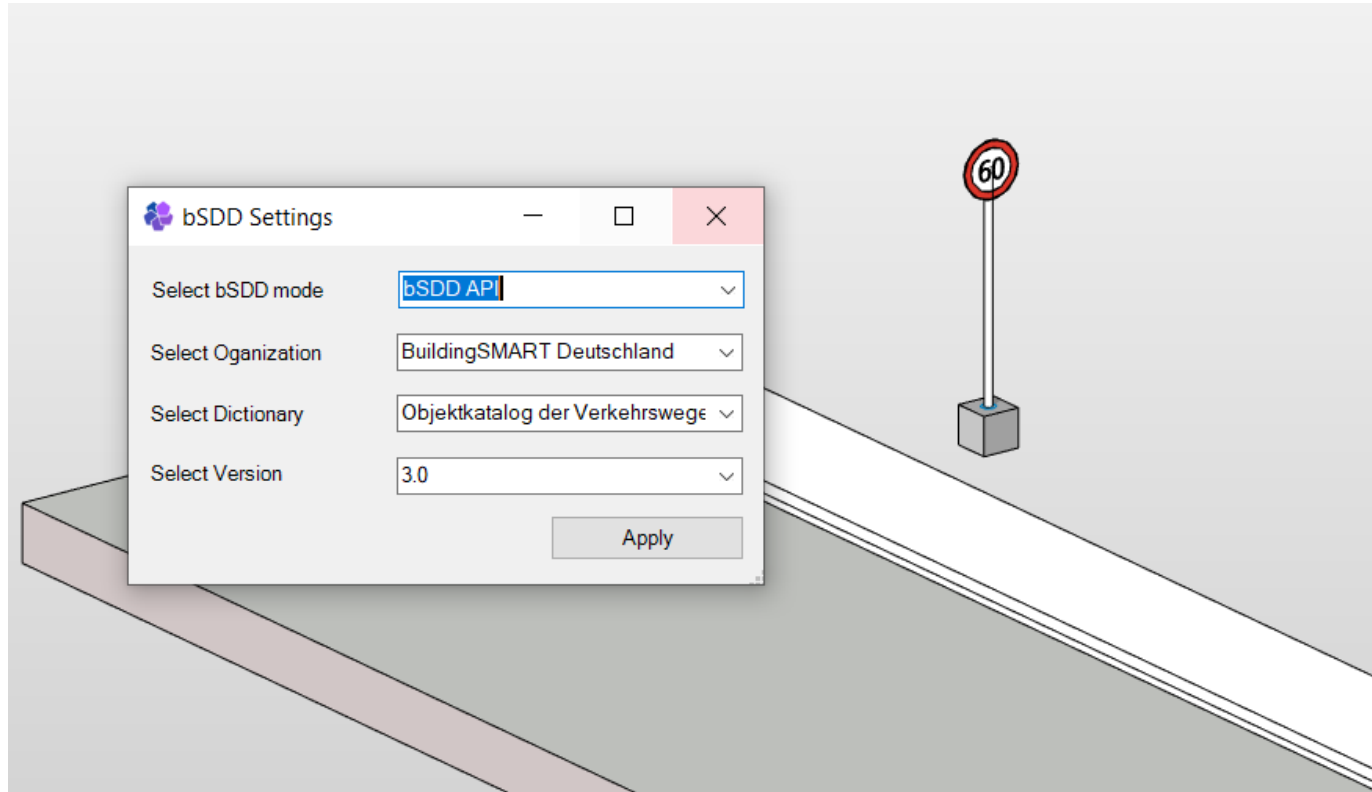 60
bSDD Settings
Select bSDD mode
bSDD API
Select Oganization
BuildingSMART Deutschland
Select Dictionary
Objektkatalog der Verkehrswege
Select Version
3.0
Apply